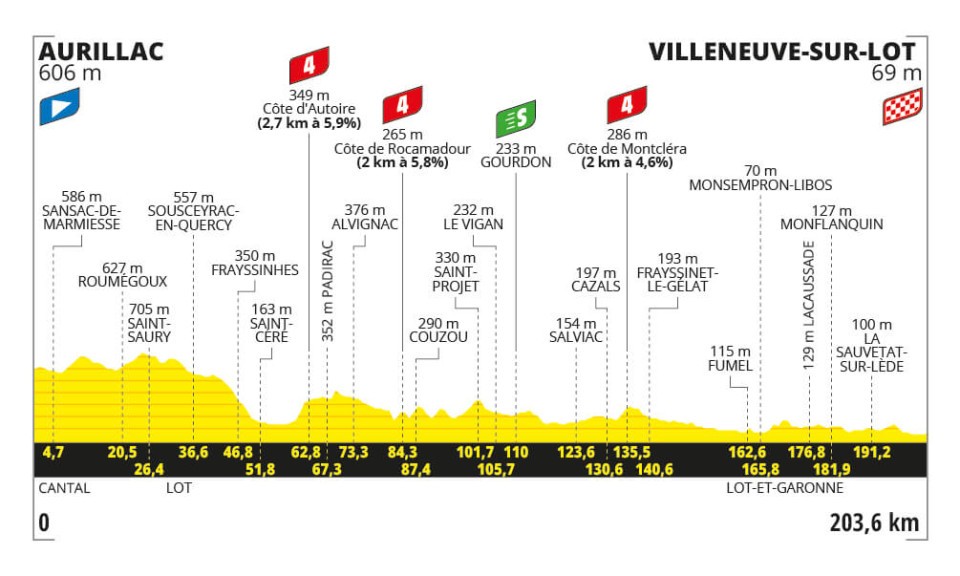 AURILLAC
606 m
VILLENEUVE-SUR-LOT
69 m
4
349 m
Côte d'Autoire
(2,7 km à 5,9%)
4
265 m
Côte de Rocamadour
(2 km à 5,8%)
S
233 m
GOURDON
4
286 m
Côte de Montcléra
(2 km à 4,6%)
586 m
SANSAC-DE-
MARMIESSE
627 m
ROUMÉGOUX
705 m
SAINT-
SAURY
557 m
SOUSCEYRAC-
EN-QUERCY
350 m
FRAYSSINHES
163 m
SAINT-
CÉRÉ
352 m PADIRAC
376 m
ALVIGNAC
290 m
COUZOU
330 m
SAINT-
PROJET
232 m
LE VIGAN
154 m
SALVIAC
197 m
CAZALS
193 m
FRAYSSINET-
LE-GÉLAT
115 m
FUMEL
70 m
MONSEMPRON-LIBOS
129 m LACAUSSADE
127 m
MONFLANQUIN
100 m
LA
SAUVETAT-
SUR-LÈDE
4,7 20,5 36,6 46,8 62,8 73,3 84,3 101,7 110 123,6 135,5 162,6 176,8 191,2
26,4 51,8 67,3 87,4 105,7 130,6 140,6 165,8 181,9
CANTAL LOT LOT-ET-GARONNE
0 203,6 km